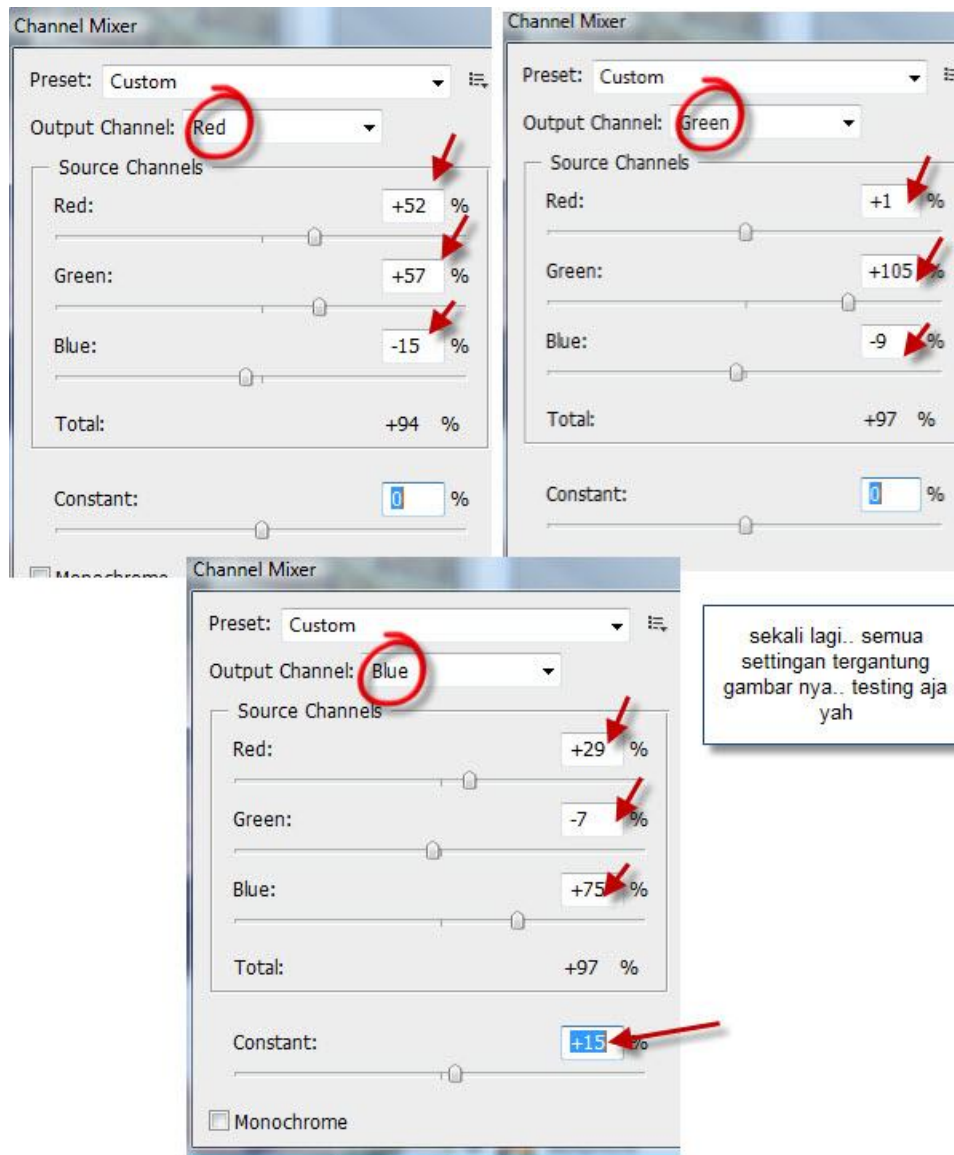 Channel Mixer
Preset: Custom
Output Channel: Red
Source Channels
Red: +52 %
Green: +57 %
Blue: -15 %
Total: +94 %
Constant: 0 %
Monochrome
Channel Mixer
Preset: Custom
Output Channel: Green
Source Channels
Red: +1 %
Green: +105 %
Blue: -9 %
Total: +97 %
Constant: 0 %
Channel Mixer
Preset: Custom
Output Channel: Blue
Source Channels
Red: +29 %
Green: -7 %
Blue: +75 %
Total: +97 %
Constant: +15 %
Monochrome
sekali lagi.. semua
settingan tergantung
gambar nya.. testing aja
yah